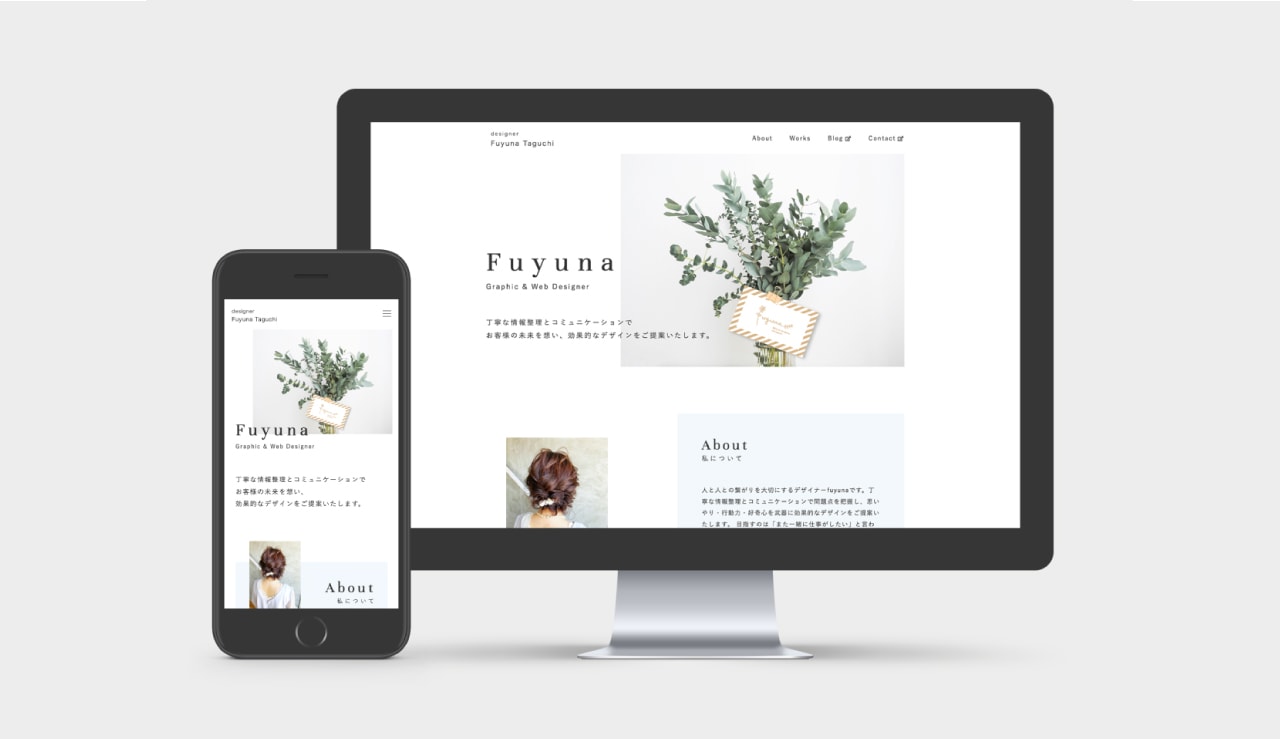 designer
Fuyuna Taguchi
About
Works
Blog
Contact
Fuyuna
Graphic & Web Designer
丁寧な情報整理とコミュニケーションで
お客様の未来を想い、効果的なデザインをご提案いたします。
About
私について
人と人との繋がりを大切にするデザイナーfuyunaです。丁
寧な情報整理とコミュニケーションで問題点を把握し、思い
やり・行動力・好奇心を武器に効果的なデザインをご提案い
たします。 目指すのは「また一緒に仕事がしたい」と言わ
designer
Fuyuna Taguchi
Fuyuna
Graphic & Web Designer
丁寧な情報整理とコミュニケーションで
お客様の未来を想い、
効果的なデザインをご提案いたします。
About
私について